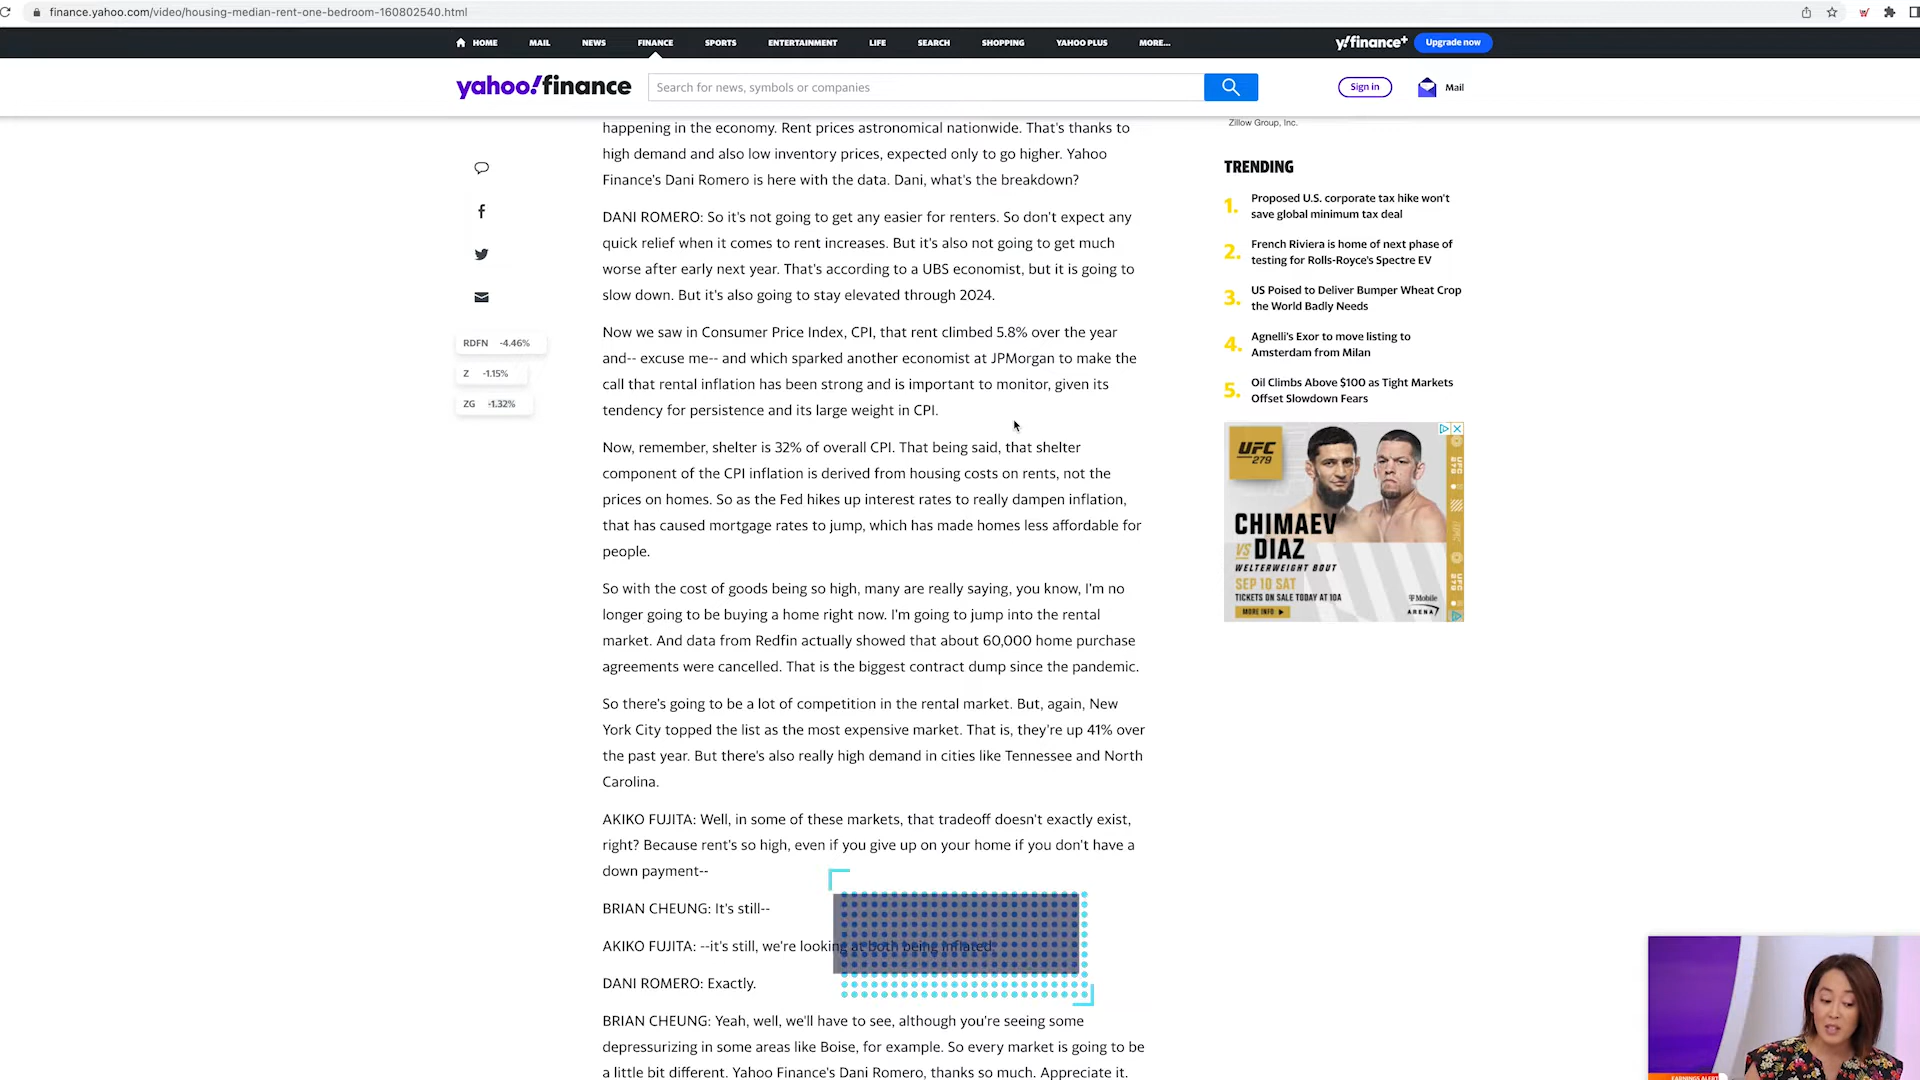 finance.yahoo.com/video/housing-median-rent-one-bedroom-160802540.html
HOME MAIL NEWS FINANCE SPORTS ENTERTAINMENT LIFE SEARCH SHOPPING YAHOO PLUS MORE...
y!finance+ Upgrade now
yahoo!finance
Search for news, symbols or companies
Sign in
Mail
happening in the economy. Rent prices astronomical nationwide. That's thanks to
high demand and also low inventory prices, expected only to go higher. Yahoo
Finance's Dani Romero is here with the data. Dani, what's the breakdown?
DANI ROMERO: So it's not going to get any easier for renters. So don't expect any
quick relief when it comes to rent increases. But it's also not going to get much
worse after early next year. That's according to a UBS economist, but it is going to
slow down. But it's also going to stay elevated through 2024.
Now we saw in Consumer Price Index, CPI, that rent climbed 5.8% over the year
and-- excuse me-- and which sparked another economist at JPMorgan to make the
call that rental inflation has been strong and is important to monitor, given its
tendency for persistence and its large weight in CPI.
Now, remember, shelter is 32% of overall CPI. That being said, that shelter
component of the CPI inflation is derived from housing costs on rents, not the
prices on homes. So as the Fed hikes up interest rates to really dampen inflation,
that has caused mortgage rates to jump, which has made homes less affordable for
people.
So with the cost of goods being so high, many are really saying, you know, I'm no
longer going to be buying a home right now. I'm going to jump into the rental
market. And data from Redfin actually showed that about 60,000 home purchase
agreements were cancelled. That is the biggest contract dump since the pandemic.
So there's going to be a lot of competition in the rental market. But, again, New
York City topped the list as the most expensive market. That is, they're up 41% over
the past year. But there's also really high demand in cities like Tennessee and North
Carolina.
AKIKO FUJITA: Well, in some of these markets, that tradeoff doesn't exactly exist,
right? Because rent's so high, even if you give up on your home if you don't have a
down payment--
BRIAN CHEUNG: It's still--
AKIKO FUJITA: --it's still, we're looking at both being inflated.
DANI ROMERO: Exactly.
BRIAN CHEUNG: Yeah, well, we'll have to see, although you're seeing some
depressurizing in some areas like Boise, for example. So every market is going to be
a little bit different. Yahoo Finance's Dani Romero, thanks so much. Appreciate it.
RDFN -4.46%
Z -1.15%
ZG -1.32%
Zillow Group, Inc.
TRENDING
1. Proposed U.S. corporate tax hike won't
save global minimum tax deal
2. French Riviera is home of next phase of
testing for Rolls-Royce's Spectre EV
3. US Poised to Deliver Bumper Wheat Crop
the World Badly Needs
4. Agnelli's Exor to move listing to
Amsterdam from Milan
5. Oil Climbs Above $100 as Tight Markets
Offset Slowdown Fears
UFC
279
CHIMAEV
VS DIAZ
WELTERWEIGHT BOUT
SEP 10 SAT
TICKETS ON SALE TODAY AT 10A
MORE INFO
T Mobile
ARENA
EARNINGS ALERT